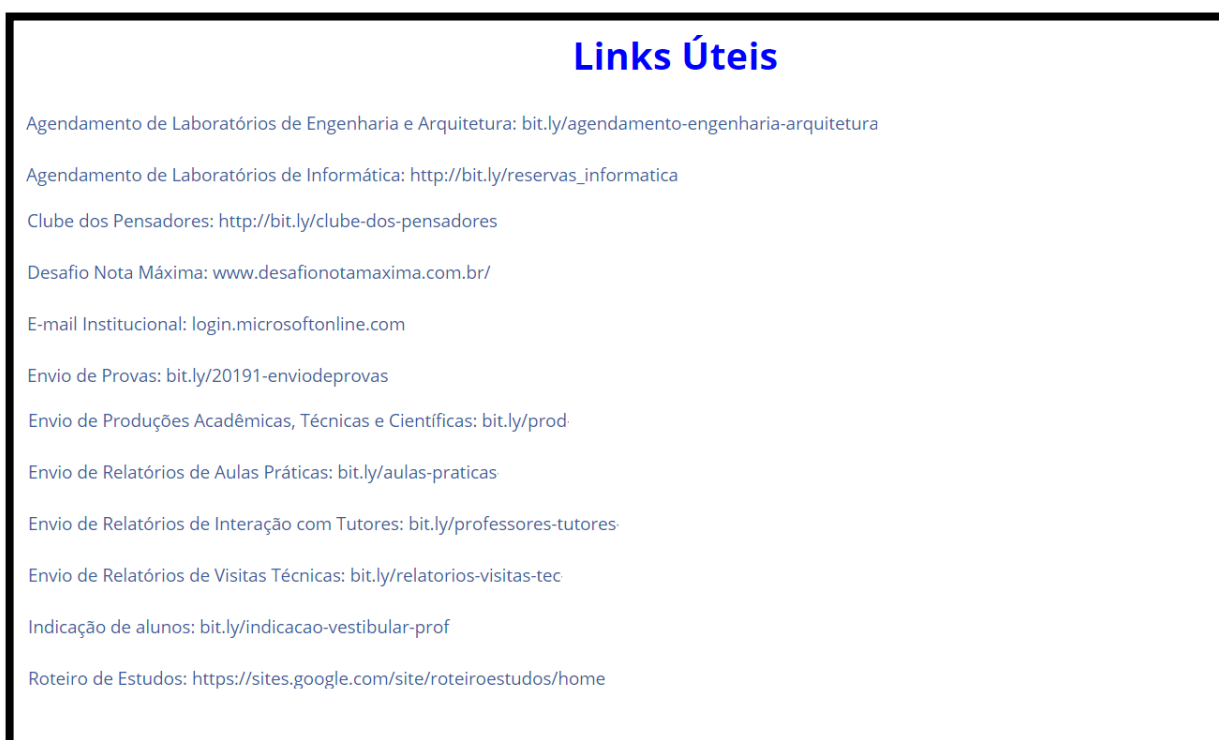 Links Úteis
Agendamento de Laboratórios de Engenharia e Arquitetura: bit.ly/agendamento-engenharia-arquitetura
Agendamento de Laboratórios de Informática: http://bit.ly/reservas_informatica
Clube dos Pensadores: http://bit.ly/clube-dos-pensadores
Desafio Nota Máxima: www.desafionotamaxima.com.br/
E-mail Institucional: login.microsoftonline.com
Envio de Provas: bit.ly/20191-enviodeprovas
Envio de Produções Acadêmicas, Técnicas e Científicas: bit.ly/prod-
Envio de Relatórios de Aulas Práticas: bit.ly/aulas-praticas-
Envio de Relatórios de Interação com Tutores: bit.ly/professores-tutores-
Envio de Relatórios de Visitas Técnicas: bit.ly/relatorios-visitas-tec-
Indicação de alunos: bit.ly/indicacao-vestibular-prof
Roteiro de Estudos: https://sites.google.com/site/roteiroestudos/home